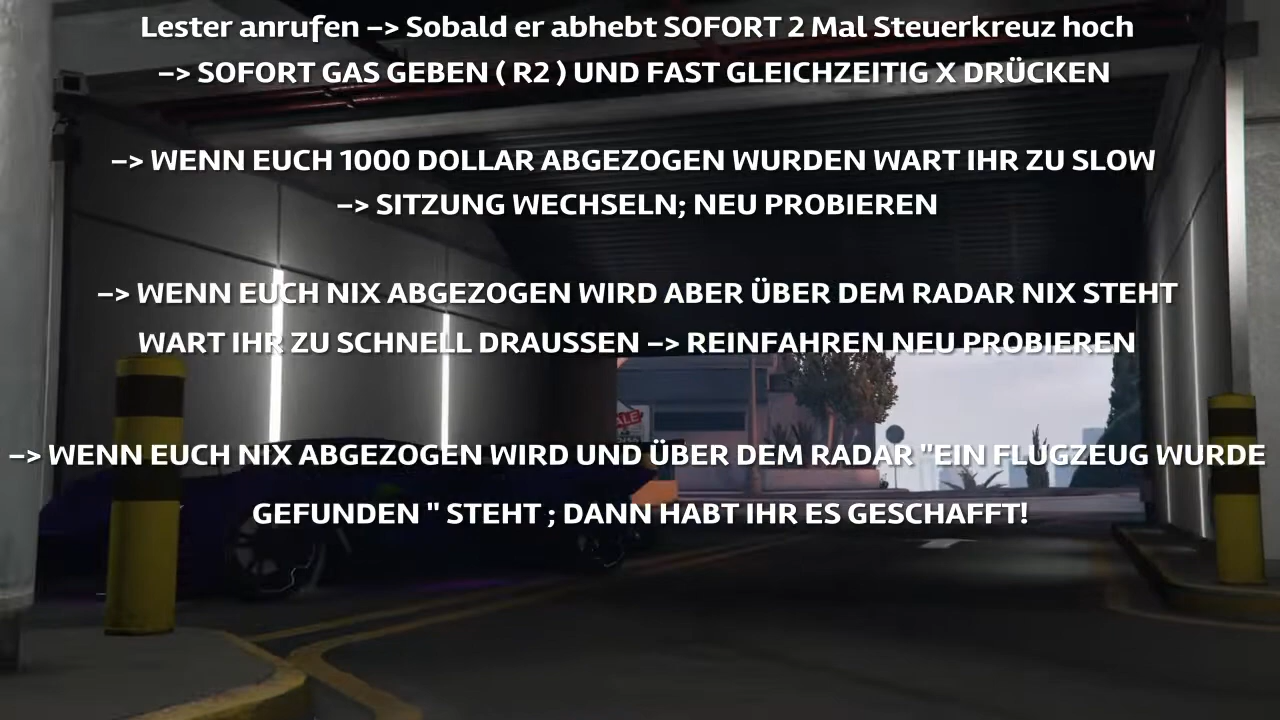 Lester anrufen –> Sobald er abhebt SOFORT 2 Mal Steuerkreuz hoch
–> SOFORT GAS GEBEN ( R2 ) UND FAST GLEICHZEITIG X DRÜCKEN
–> WENN EUCH 1000 DOLLAR ABGEZOGEN WURDEN WART IHR ZU SLOW
–> SITZUNG WECHSELN; NEU PROBIEREN
–> WENN EUCH NIX ABGEZOGEN WIRD ABER ÜBER DEM RADAR NIX STEHT
WART IHR ZU SCHNELL DRAUSSEN –> REINFAHREN NEU PROBIEREN
–> WENN EUCH NIX ABGEZOGEN WIRD UND ÜBER DEM RADAR "EIN FLUGZEUG WURDE
GEFUNDEN " STEHT ; DANN HABT IHR ES GESCHAFFT!